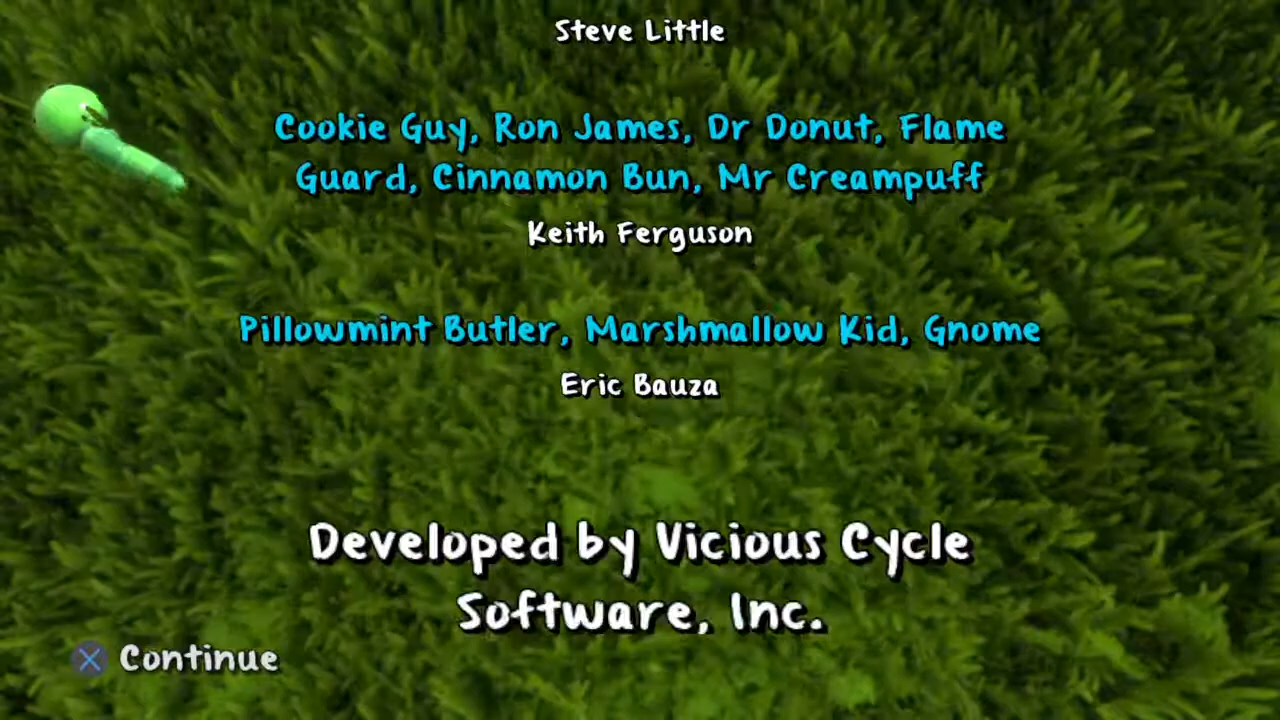 Steve Little
Cookie Guy, Ron James, Dr Donut, Flame
Guard, Cinnamon Bun, Mr Creampuff
Keith Ferguson
Pillowmint Butler, Marshmallow Kid, Gnome
Eric Bauza
Developed by Vicious Cycle
Software, Inc.
Continue